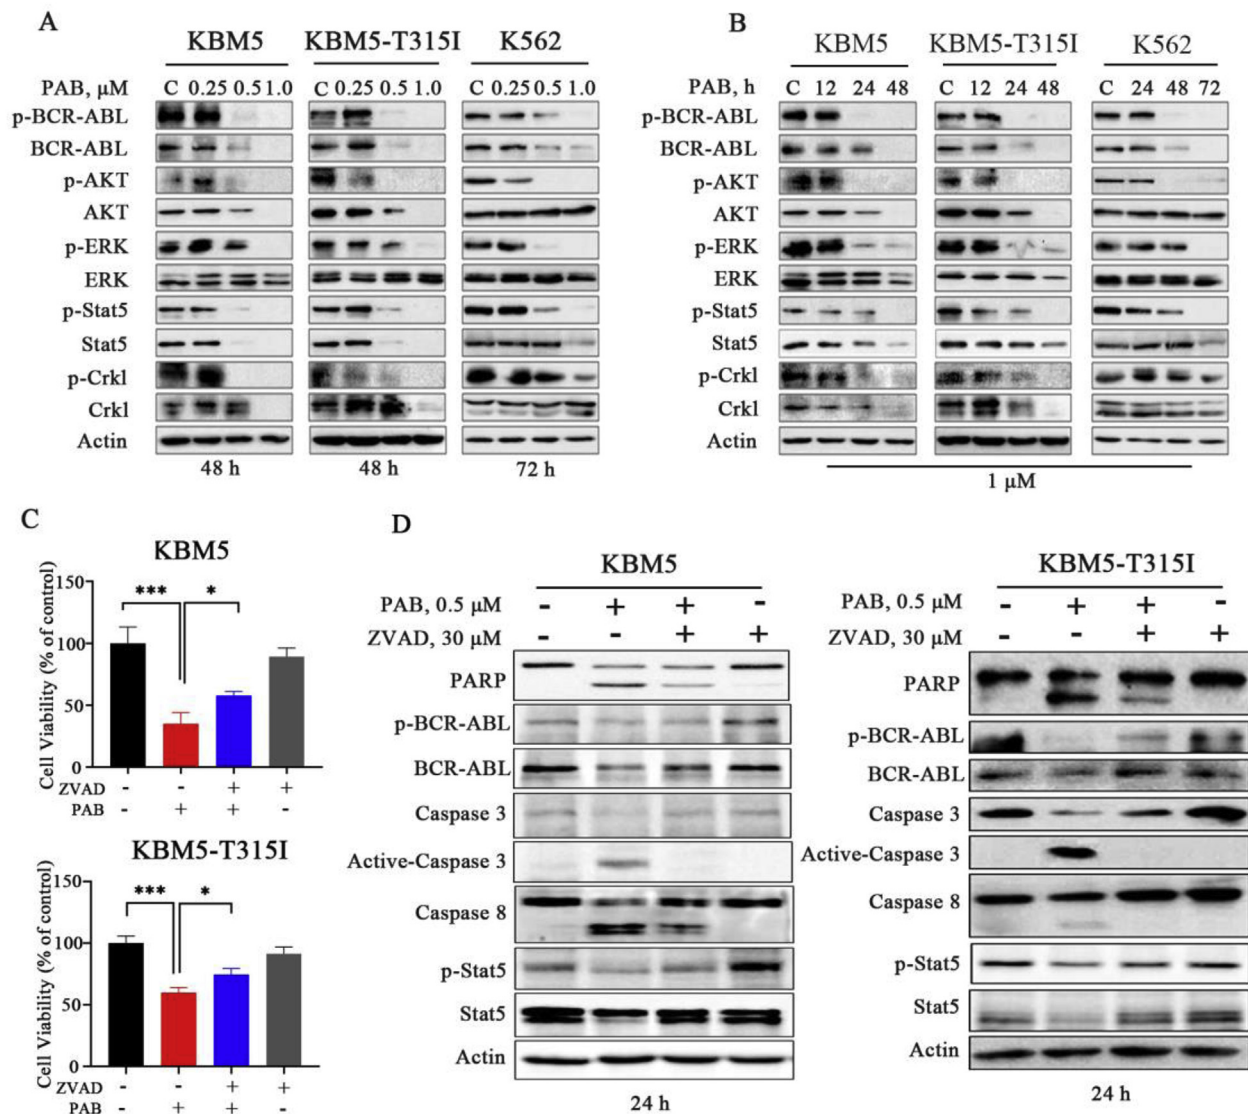 A
KBM5 KBM5-T315I K562
PAB, μM C 0.25 0.5 1.0 C 0.25 0.5 1.0 C 0.25 0.5 1.0
p-BCR-ABL
BCR-ABL
p-AKT
AKT
p-ERK
ERK
p-Stat5
Stat5
p-Crkl
Crkl
Actin
48 h 48 h 72 h
B
KBM5 KBM5-T315I K562
PAB, h C 12 24 48 C 12 24 48 C 24 48 72
p-BCR-ABL
BCR-ABL
p-AKT
AKT
p-ERK
ERK
p-Stat5
Stat5
p-Crkl
Crkl
Actin
1 μM
C
KBM5
Cell Viability (% of control)
150
100
50
0
*** *
ZVAD - - + +
PAB - + + -
KBM5-T315I
Cell Viability (% of control)
150
100
50
0
*** *
ZVAD - - + +
PAB - + + -
D
KBM5
PAB, 0.5 μM - + + -
ZVAD, 30 μM - - + +
PARP
p-BCR-ABL
BCR-ABL
Caspase 3
Active-Caspase 3
Caspase 8
p-Stat5
Stat5
Actin
24 h
KBM5-T315I
PAB, 0.5 μM - + + -
ZVAD, 30 μM - - + +
PARP
p-BCR-ABL
BCR-ABL
Caspase 3
Active-Caspase 3
Caspase 8
p-Stat5
Stat5
Actin
24 h